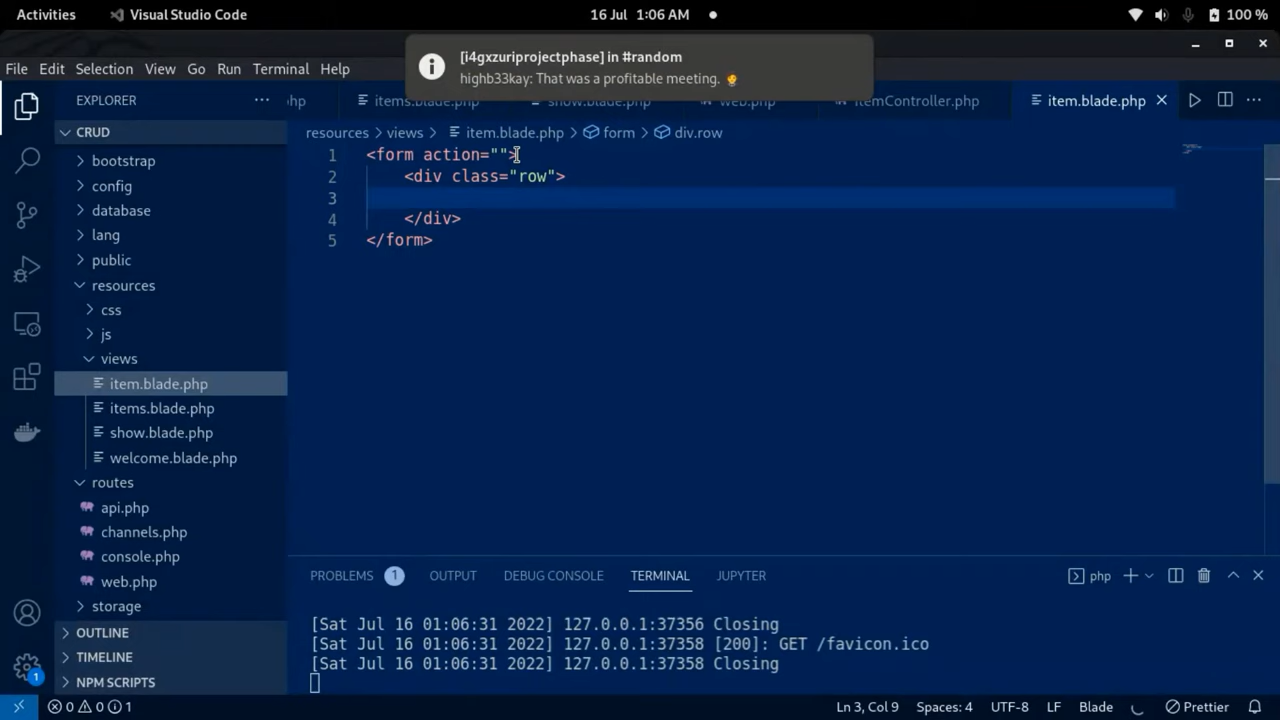 Activities Visual Studio Code 16 Jul 1:06 AM 100 %
[i4gxzuriprojectphase] in #random
highb33kay: That was a profitable meeting.
File Edit Selection View Go Run Terminal Help
EXPLORER
CRUD
bootstrap
config
database
lang
public
resources
css
js
views
item.blade.php
items.blade.php
show.blade.php
welcome.blade.php
routes
api.php
channels.php
console.php
web.php
storage
OUTLINE
TIMELINE
NPM SCRIPTS
1
hp items.blade.php show.blade.php web.php itemController.php item.blade.php
resources > views > item.blade.php > form > div.row
1 <form action="">
2 <div class="row">
3
4 </div>
5 </form>
PROBLEMS 1 OUTPUT DEBUG CONSOLE TERMINAL JUPYTER php
[Sat Jul 16 01:06:31 2022] 127.0.0.1:37356 Closing
[Sat Jul 16 01:06:31 2022] 127.0.0.1:37358 [200]: GET /favicon.ico
[Sat Jul 16 01:06:31 2022] 127.0.0.1:37358 Closing
0 0 1 Ln 3, Col 9 Spaces: 4 UTF-8 LF Blade Prettier